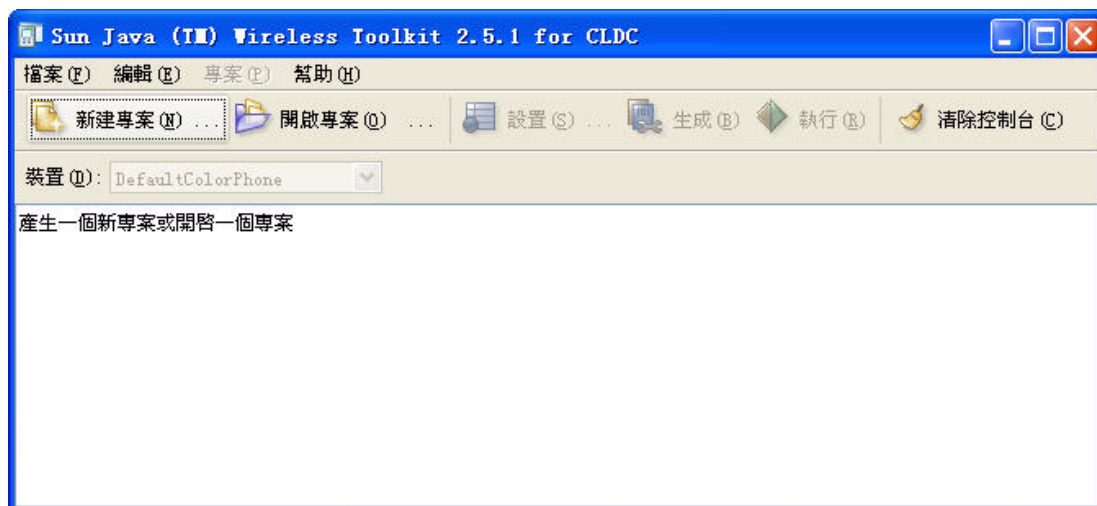 Sun Java (TM) Wireless Toolkit 2.5.1 for CLDC
檔案(F) 編輯(E) 專案(P) 幫助(H)
新建專案(N) ... 開啟專案(O) ... 設置(S) ... 生成(B) 執行(R) 清除控制台(C)
裝置(D): DefaultColorPhone
產生一個新專案或開啓一個專案